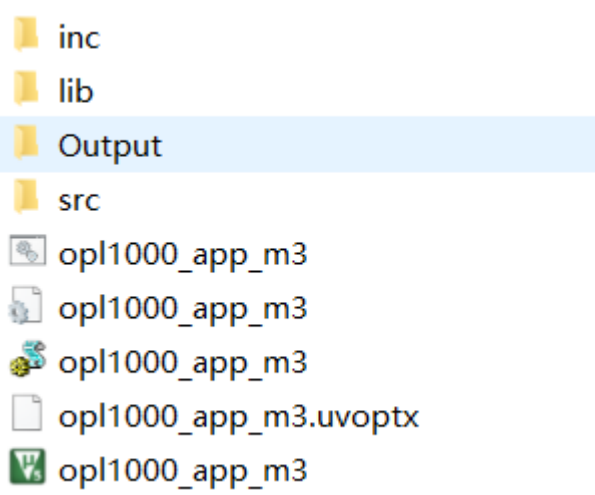 inc
lib
Output
src
opl1000_app_m3
opl1000_app_m3
opl1000_app_m3
opl1000_app_m3.uvoptx
opl1000_app_m3